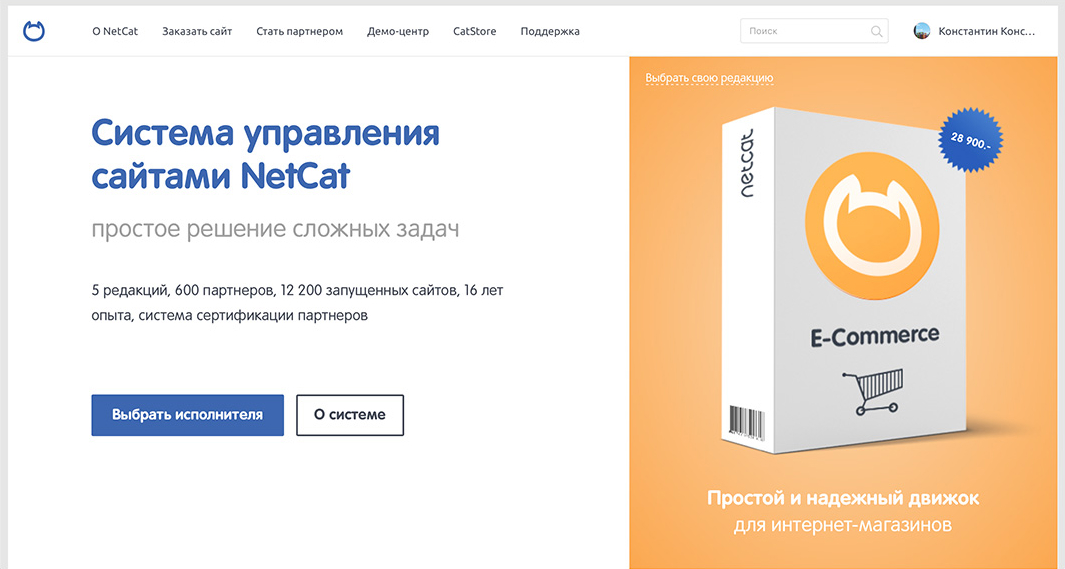 О NetCat
Заказать сайт
Стать партнером
Демо-центр
CatStore
Поддержка
Поиск
Константин Конс...
Система управления
сайтами NetCat
простое решение сложных задач
5 редакций, 600 партнеров, 12 200 запущенных сайтов, 16 лет
опыта, система сертификации партнеров
Выбрать исполнителя
О системе
Выбрать свою редакцию
netcat
28 900.-
E-Commerce
Простой и надежный движок
для интернет-магазинов